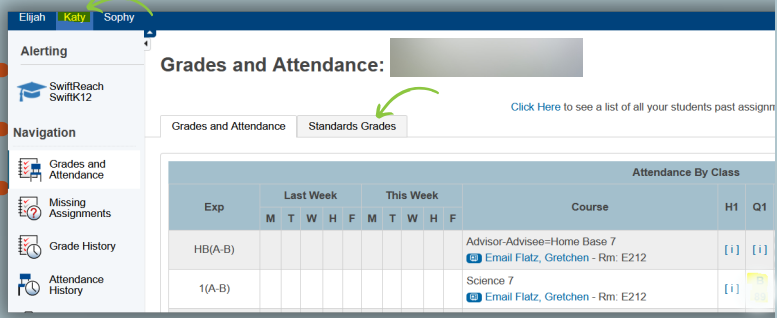 Elijah Katy Sophy
Alerting
SwiftReach
SwiftK12
Navigation
Grades and
Attendance
Missing
Assignments
Grade History
Attendance
History
Grades and Attendance:
Click Here to see a list of all your students past assignm
Grades and Attendance Standards Grades
Attendance By Class
Exp Last Week This Week Course H1 Q1
M T W H F M T W H F
HB(A-B) Advisor-Advisee=Home Base 7 [ i ] [ i ]
Email Flatz, Gretchen - Rm: E212
1(A-B) Science 7 [ i ]
Email Flatz, Gretchen - Rm: E212